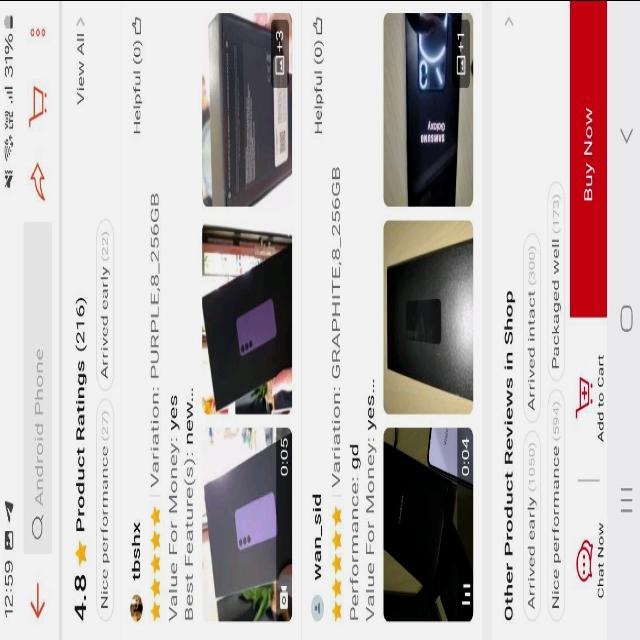 12:59 31%
Android Phone
4.8 Product Ratings (216) View All >
Nice performance (27) Arrived early (22)
tbshx Helpful (0)
Variation: PURPLE,8_256GB
Value For Money: yes
Best Feature(s): new...
0:05 +3
wan_sid Helpful (0)
Variation: GRAPHITE,8_256GB
Performance: gd
Value For Money: yes...
0:04 SAMSUNG Galaxy +1
Other Product Reviews in Shop >
Arrived early (1050) Arrived intact (300)
Nice performance (594) Packaged well (173)
Chat Now Add to Cart Buy Now